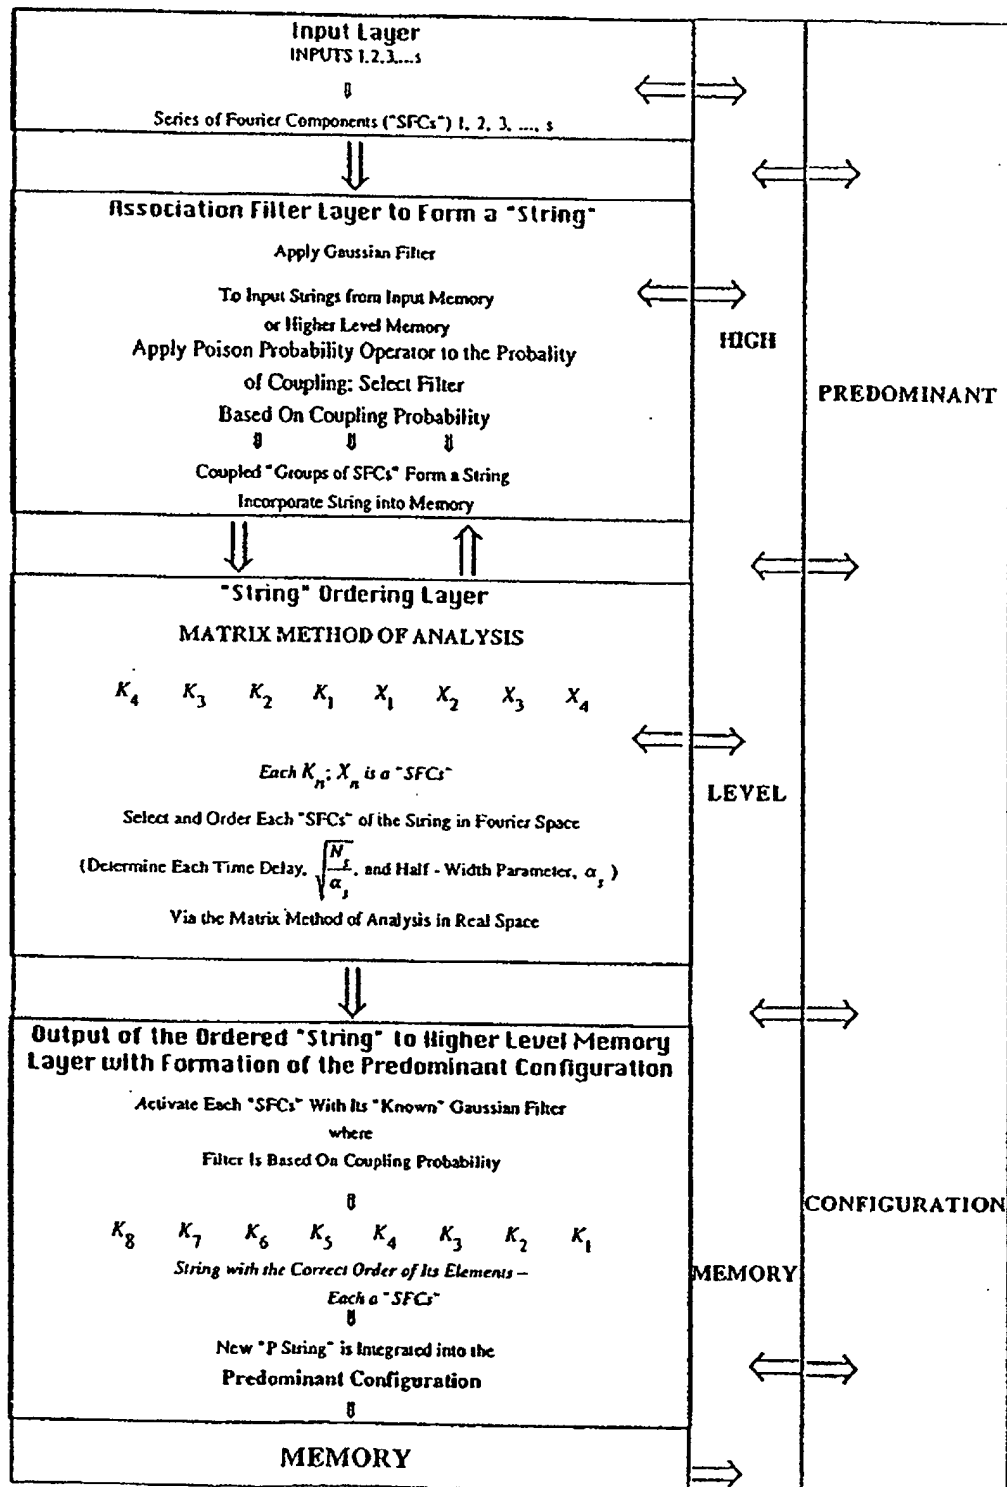 Input Layer
INPUTS 1,2,3,...s
Series of Fourier Components ("SFCs") 1, 2, 3, ..., s
Association Filter Layer to Form a "String"
Apply Gaussian Filter
To Input Strings from Input Memory
or Higher Level Memory
Apply Poison Probability Operator to the Probality
of Coupling: Select Filter
Based On Coupling Probability
Coupled "Groups of SFCs" Form a String
Incorporate String into Memory
"String" Ordering Layer
MATRIX METHOD OF ANALYSIS
K₄ K₃ K₂ K₁ X₁ X₂ X₃ X₄
Each Kₙ; Xₙ is a "SFCs"
Select and Order Each "SFCs" of the String in Fourier Space
(Determine Each Time Delay, √(Nₛ/αₛ), and Half - Width Parameter, αₛ )
Via the Matrix Method of Analysis in Real Space
Output of the Ordered "String" to Higher Level Memory
Layer with Formation of the Predominant Configuration
Activate Each "SFCs" With Its "Known" Gaussian Filter
where
Filter Is Based On Coupling Probability
K₈ K₇ K₆ K₅ K₄ K₃ K₂ K₁
String with the Correct Order of Its Elements –
Each a "SFCs"
New "P String" is Integrated into the
Predominant Configuration
MEMORY
HIGH
LEVEL
MEMORY
PREDOMINANT
CONFIGURATION